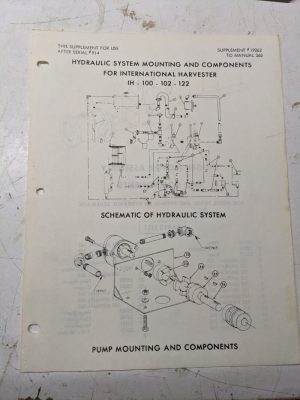 THIS SUPPLEMENT FOR USE
AFTER SERIAL #914
SUPPLEMENT #19062
TO MANUAL 360
HYDRAULIC SYSTEM MOUNTING AND COMPONENTS
FOR INTERNATIONAL HARVESTER
IH - 100 - 102 - 122
SCHEMATIC OF HYDRAULIC SYSTEM
PUMP MOUNTING AND COMPONENTS